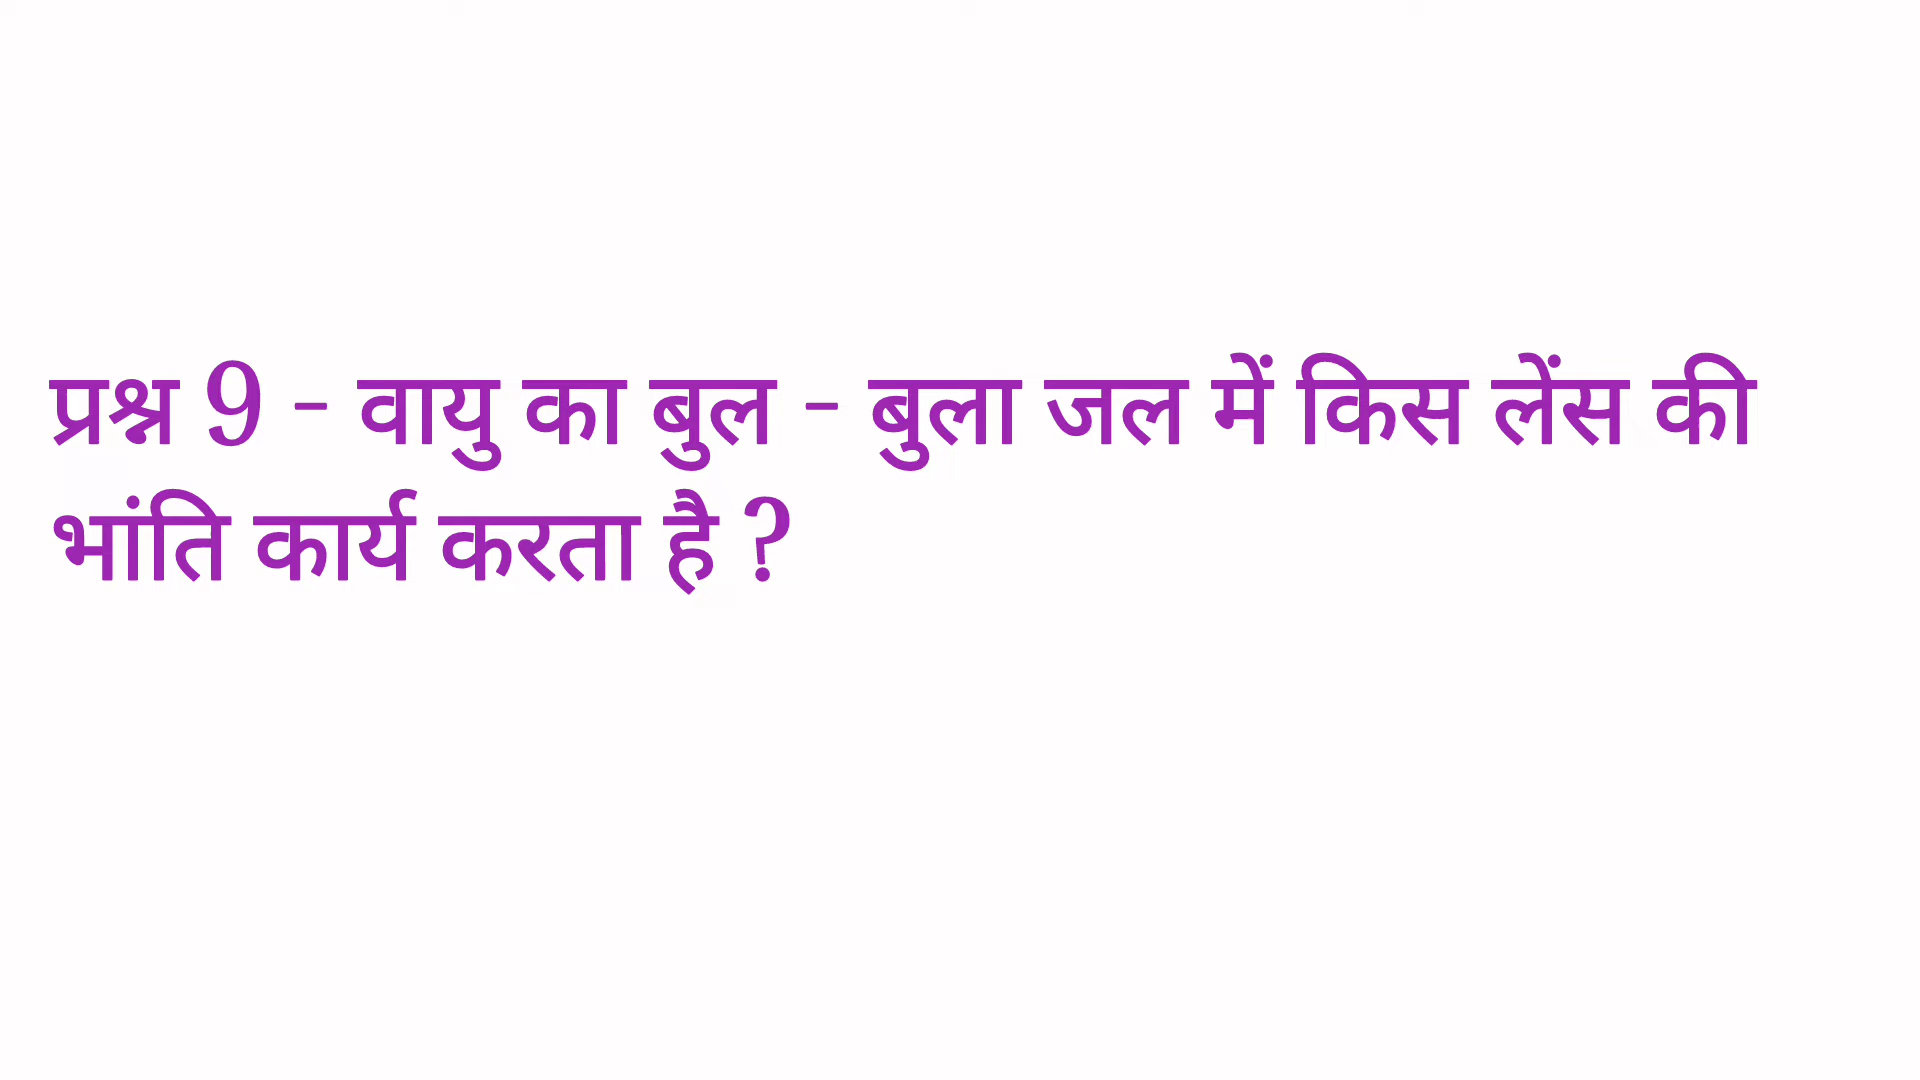 प्रश्न 9 - वायु का बुल - बुला जल में किस लेंस की
भांति कार्य करता है ?